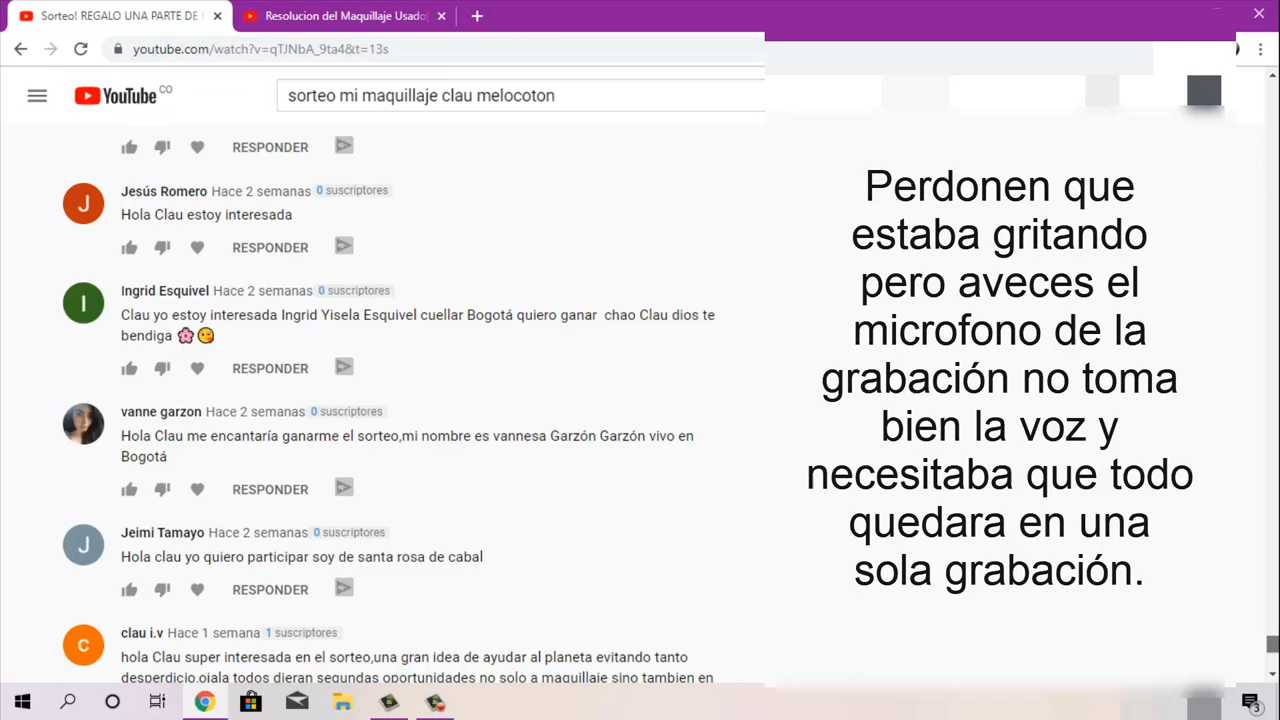 Sorteo! REGALO UNA PARTE DE
Resolucion del Maquillaje Usado
youtube.com/watch?v=qTJNbA_9ta4&t=13s
YouTube CO
sorteo mi maquillaje clau melocoton
RESPONDER
Jesús Romero Hace 2 semanas 0 suscriptores
Hola Clau estoy interesada
RESPONDER
Ingrid Esquivel Hace 2 semanas 0 suscriptores
Clau yo estoy interesada Ingrid Yisela Esquivel cuellar Bogotá quiero ganar chao Clau dios te
bendiga 🌸😘
RESPONDER
vanne garzon Hace 2 semanas 0 suscriptores
Hola Clau me encantaría ganarme el sorteo,mi nombre es vannesa Garzón Garzón vivo en
Bogotá
RESPONDER
Jeimi Tamayo Hace 2 semanas 0 suscriptores
Hola clau yo quiero participar soy de santa rosa de cabal
RESPONDER
clau i.v Hace 1 semana 1 suscriptores
hola Clau super interesada en el sorteo,una gran idea de ayudar al planeta evitando tanto
desperdicio,ojala todos dieran segundas oportunidades no solo a maquillaje sino tambien en
Perdonen que
estaba gritando
pero aveces el
microfono de la
grabación no toma
bien la voz y
necesitaba que todo
quedara en una
sola grabación.
J
I
J
c
3